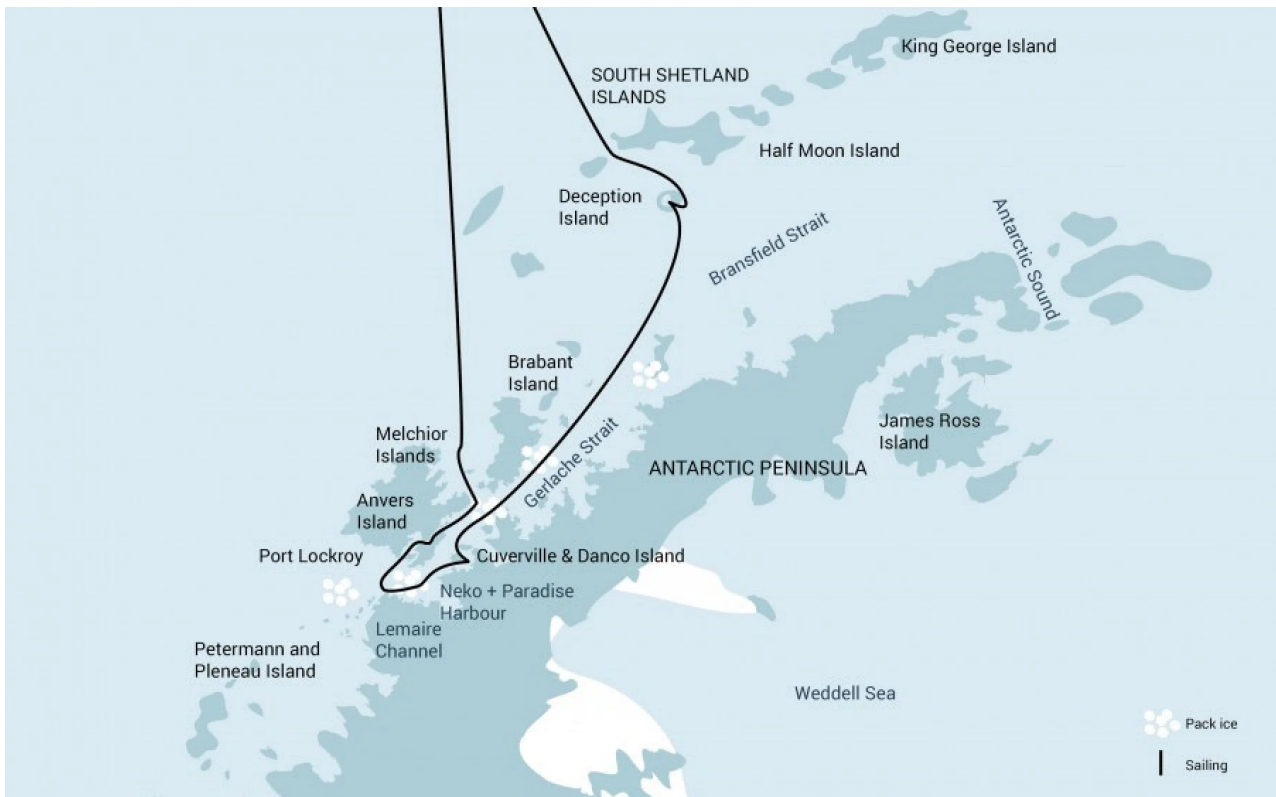 King George Island
SOUTH SHETLAND
ISLANDS
Half Moon Island
Deception
Island
Bransfield Strait
Antarctic Sound
Brabant
Island
Melchior
Islands
Gerlache Strait
James Ross
Island
ANTARCTIC PENINSULA
Anvers
Island
Port Lockroy
Cuverville & Danco Island
Neko + Paradise
Harbour
Lemaire
Channel
Petermann and
Pleneau Island
Weddell Sea
Pack ice
Sailing